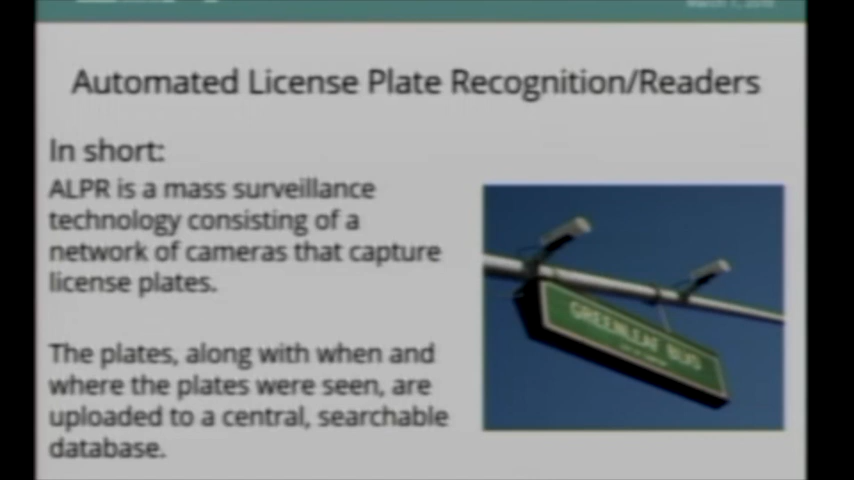 Automated License Plate Recognition/Readers
In short:
ALPR is a mass surveillance
technology consisting of a
network of cameras that capture
license plates.
The plates, along with when and
where the plates were seen, are
uploaded to a central, searchable
database.
GREENLEAF BLVD